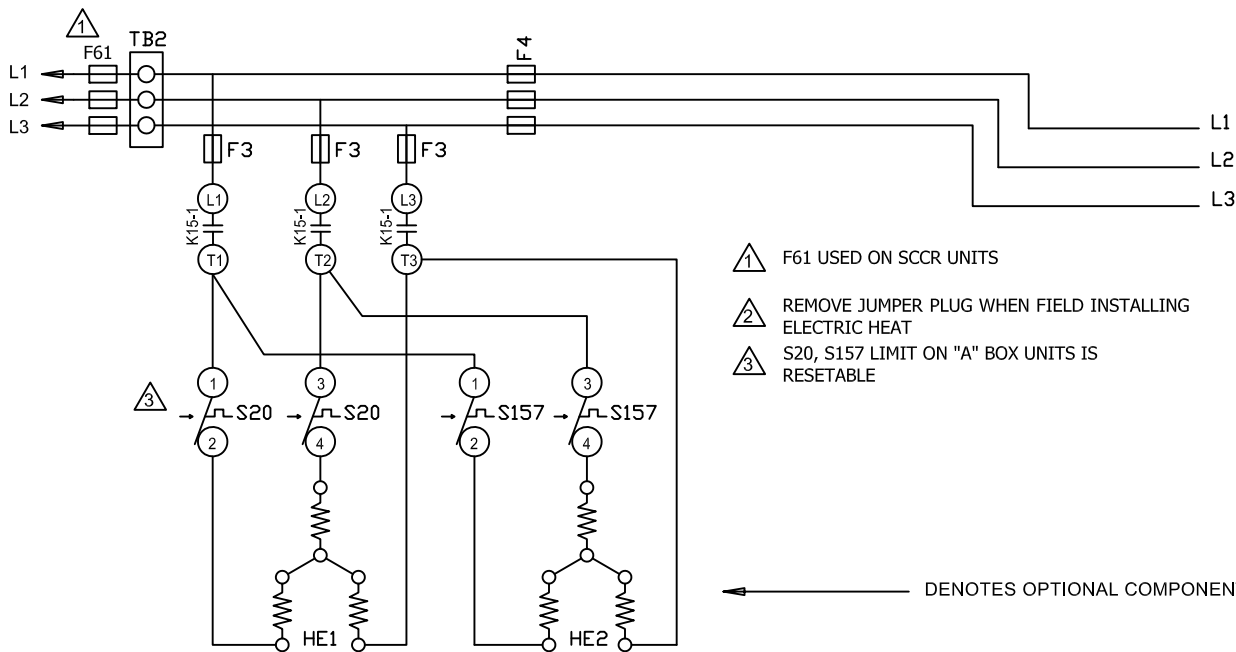 1
F61
TB2
F4
L1
L2
L3
L1
L2
L3
F3
F3
F3
L1
L2
L3
K15-1
K15-1
K15-1
T1
T2
T3
1 F61 USED ON SCCR UNITS
2 REMOVE JUMPER PLUG WHEN FIELD INSTALLING
ELECTRIC HEAT
3 S20, S157 LIMIT ON "A" BOX UNITS IS
RESETABLE
3
1
3
1
3
S20
S20
S157
S157
2
4
2
4
DENOTES OPTIONAL COMPONEN
HE1
HE2